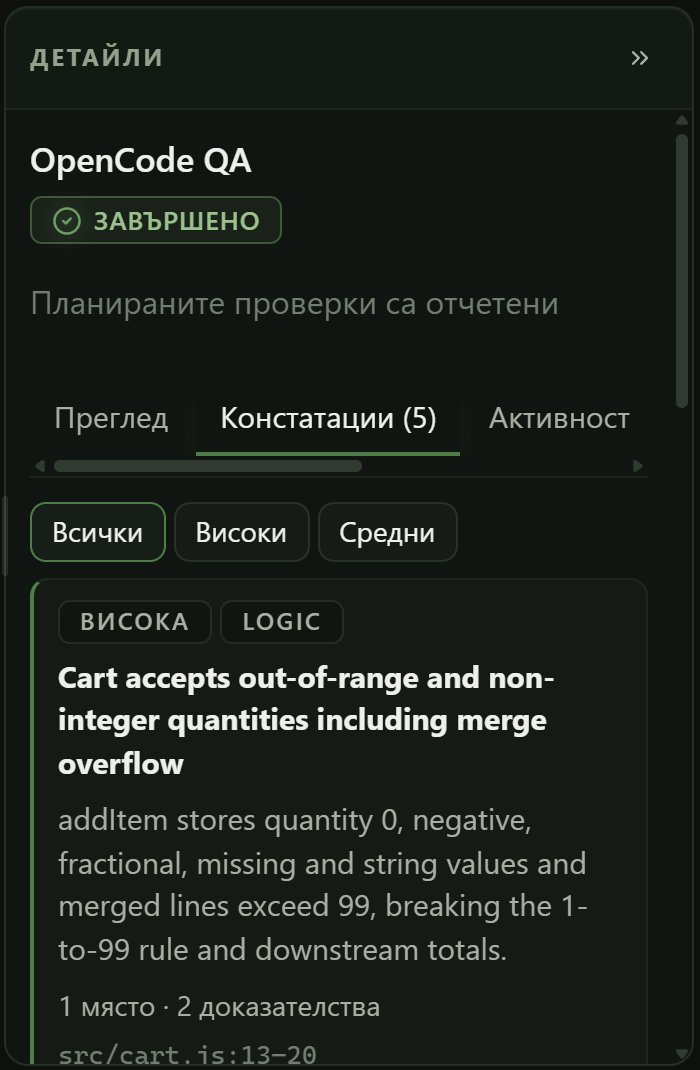 ДЕТАЙЛИ
OpenCode QA
ЗАВЪРШЕНО
Планираните проверки са отчетени
Преглед Констатации (5) Активност
Всички Високи Средни
ВИСОКА LOGIC
Cart accepts out-of-range and non-
integer quantities including merge
overflow
addItem stores quantity 0, negative,
fractional, missing and string values and
merged lines exceed 99, breaking the 1-
to-99 rule and downstream totals.
1 място · 2 доказателства
src/cart.js:13–20